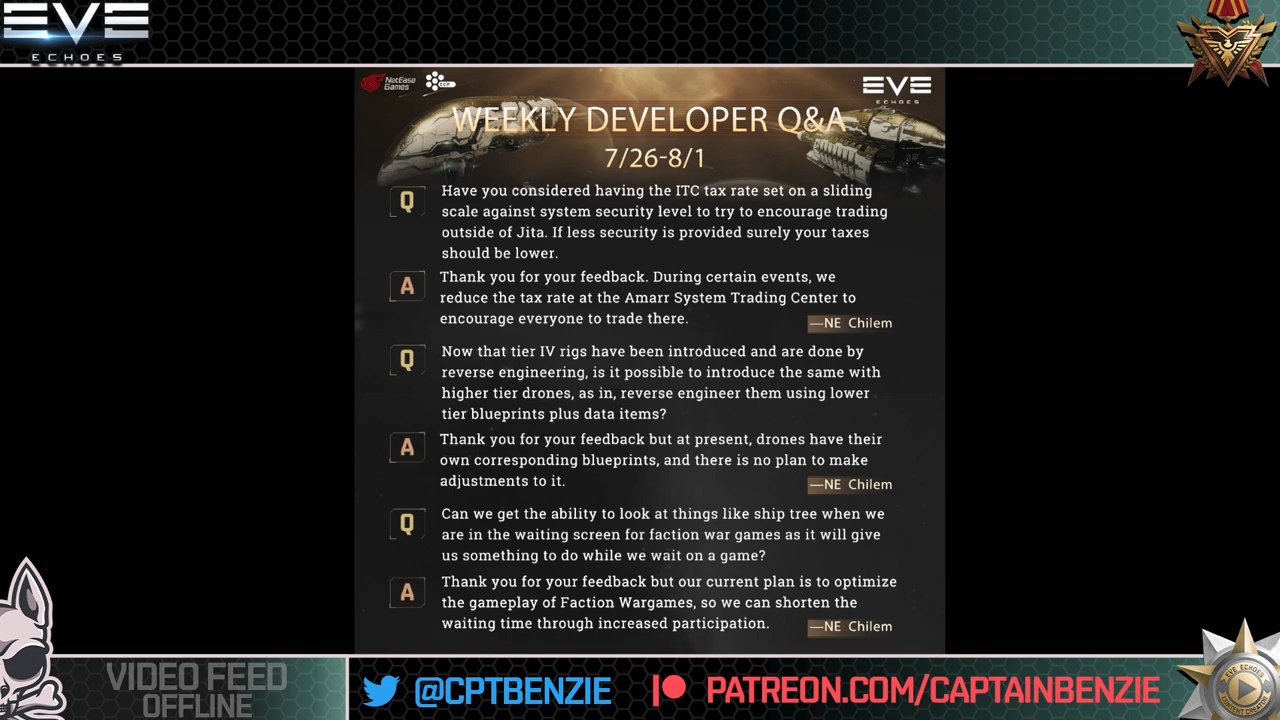 EVE
ECHOES
NetEase
Games
CCP
EVE
ECHOES
WEEKLY DEVELOPER Q&A
7/26-8/1
Q
Have you considered having the ITC tax rate set on a sliding
scale against system security level to try to encourage trading
outside of Jita. If less security is provided surely your taxes
should be lower.
A
Thank you for your feedback. During certain events, we
reduce the tax rate at the Amarr System Trading Center to
encourage everyone to trade there.
—NE Chilem
Q
Now that tier IV rigs have been introduced and are done by
reverse engineering, is it possible to introduce the same with
higher tier drones, as in, reverse engineer them using lower
tier blueprints plus data items?
A
Thank you for your feedback but at present, drones have their
own corresponding blueprints, and there is no plan to make
adjustments to it.
—NE Chilem
Q
Can we get the ability to look at things like ship tree when we
are in the waiting screen for faction war games as it will give
us something to do while we wait on a game?
A
Thank you for your feedback but our current plan is to optimize
the gameplay of Faction Wargames, so we can shorten the
waiting time through increased participation.
—NE Chilem
VIDEO FEED
OFFLINE
@CPTBENZIE
PATREON.COM/CAPTAINBENZIE
EVE ECHOES
CONTENT CREATOR